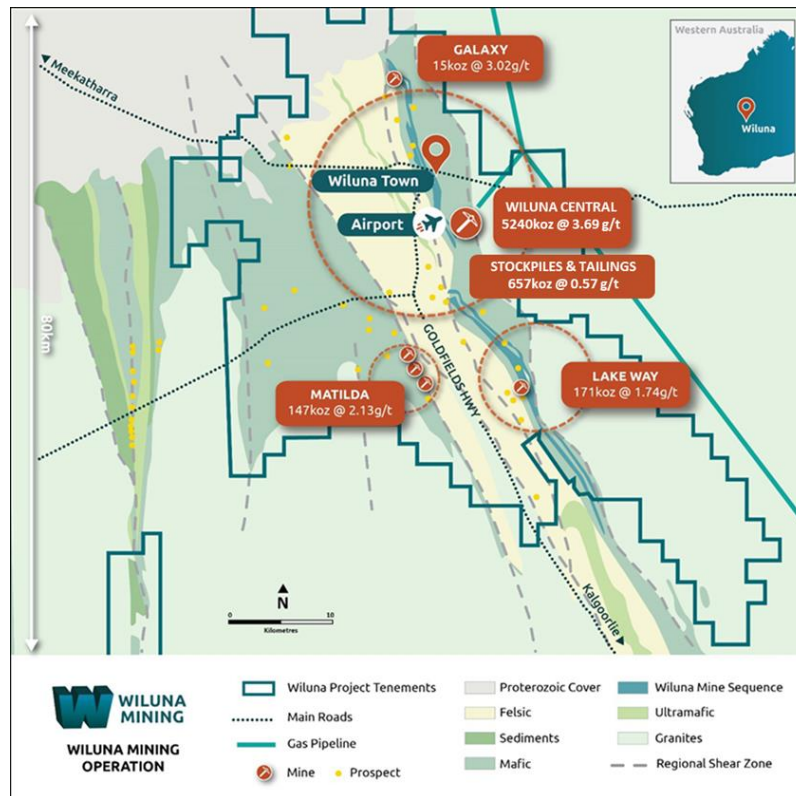 Western Australia
Wiluna
GALAXY
15koz @ 3.02g/t
Meekatharra
Wiluna Town
Airport
WILUNA CENTRAL
5240koz @ 3.69 g/t
STOCKPILES & TAILINGS
657koz @ 0.57 g/t
80km
GOLDFIELDS HWY
MATILDA
147koz @ 2.13g/t
LAKE WAY
171koz @ 1.74g/t
Kalgoorlie
N
0 10
Kilometres
WILUNA
MINING
WILUNA MINING
OPERATION
Wiluna Project Tenements
Main Roads
Gas Pipeline
Mine
Prospect
Proterozoic Cover
Felsic
Sediments
Mafic
Wiluna Mine Sequence
Ultramafic
Granites
Regional Shear Zone